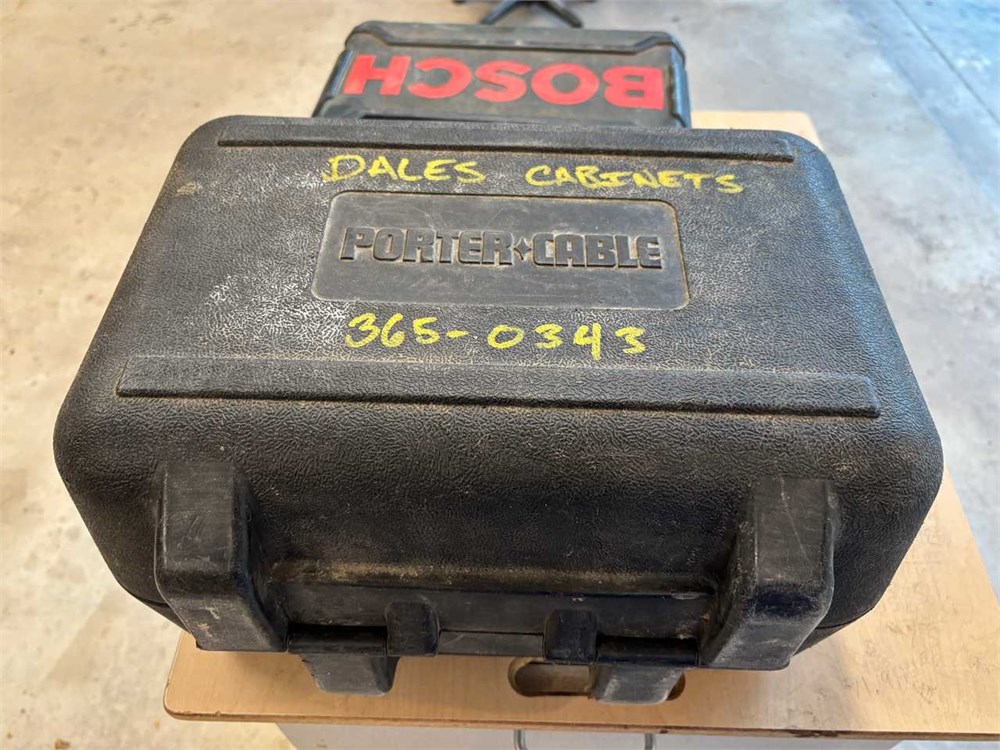 BOSCH
DALES CABINETS
PORTER+CABLE
365-0343